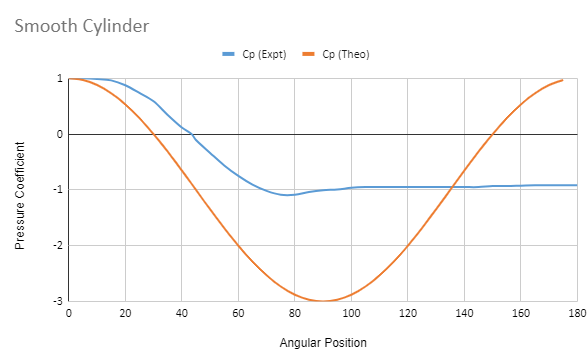 Smooth Cylinder
Cp (Expt) Cp (Theo)
1
0
-1
-2
-3
Pressure Coefficient
0 20 40 60 80 100 120 140 160 180
Angular Position